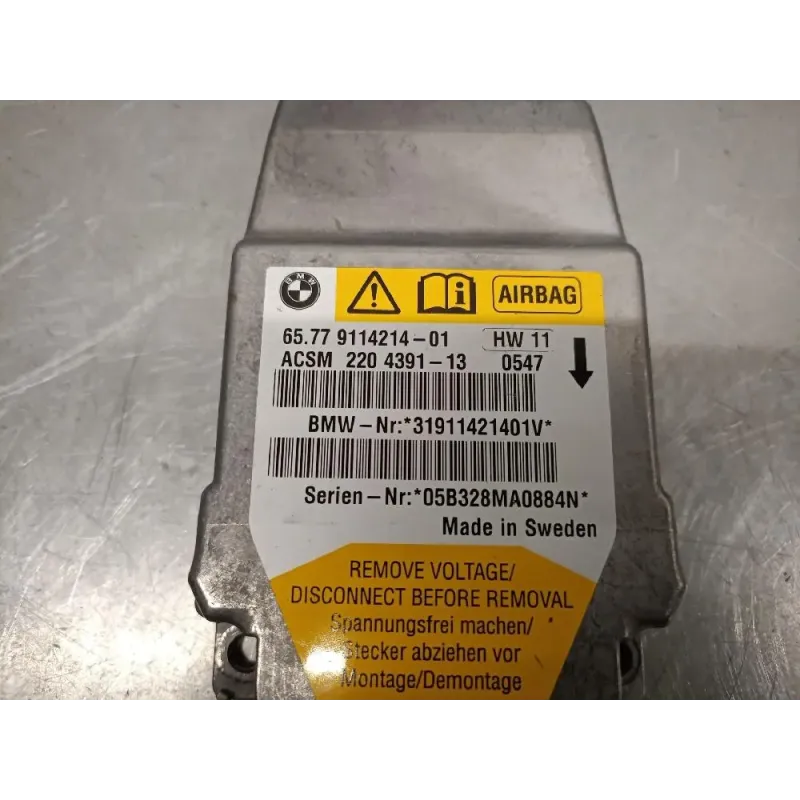 BMW
AIRBAG
65.77 9114214-01 HW 11
ACSM 220 4391-13 0547
BMW-Nr:*31911421401V*
Serien-Nr:*05B328MA0884N*
Made in Sweden
REMOVE VOLTAGE/
DISCONNECT BEFORE REMOVAL
Spannungsfrei machen/
Stecker abziehen vor
Montage/Demontage